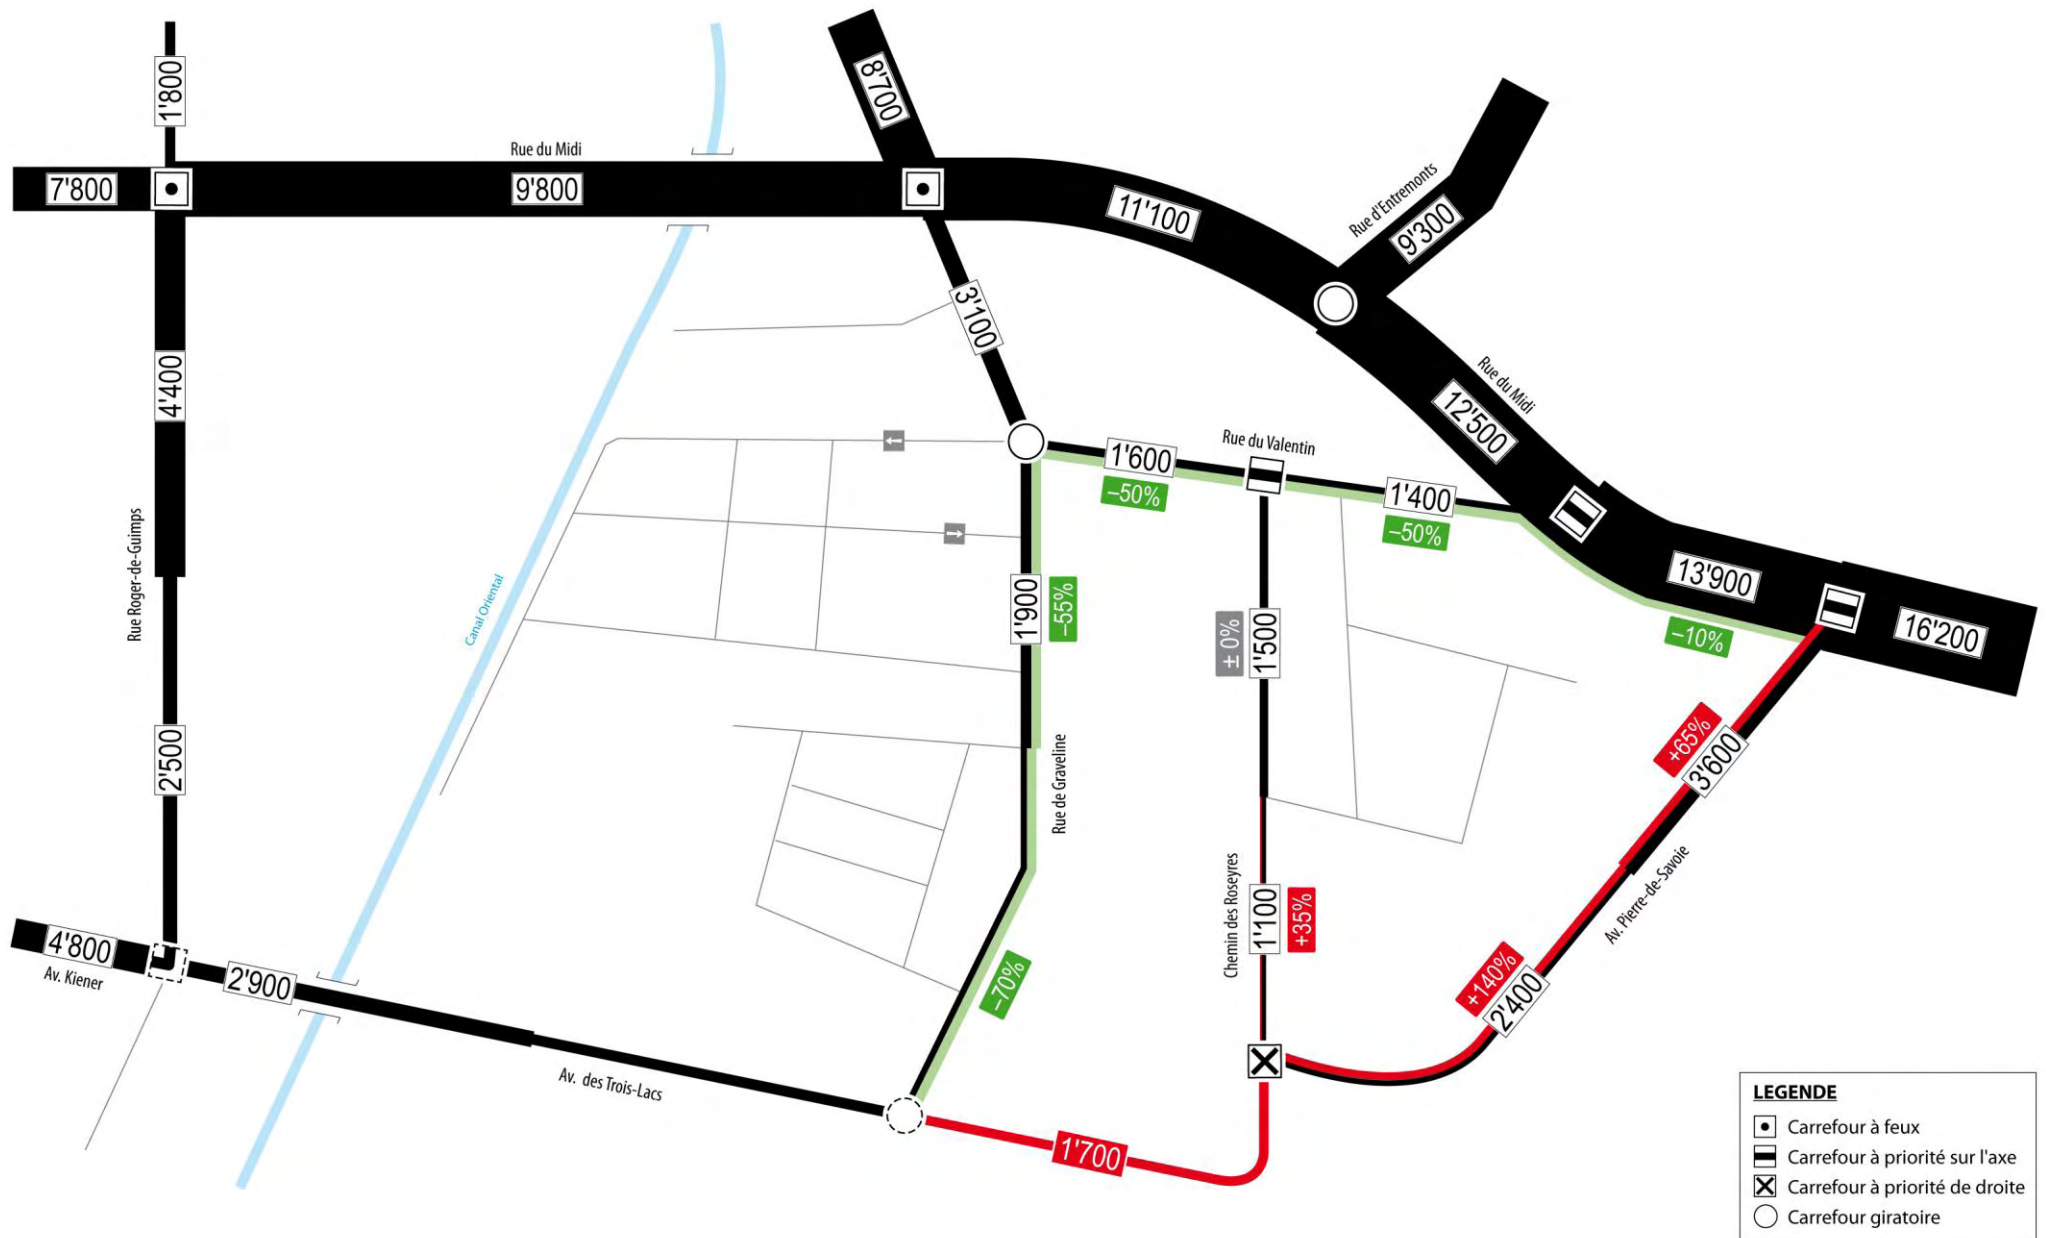 1'800
8'700
Rue du Midi
7'800
9'800
11'100
Rue d'Entremonts
9'300
3'100
4'400
Rue du Midi
12'500
Rue du Valentin
1'600
–50%
1'400
–50%
Rue Roger-de-Guimps
Canal Oriental
1'900
–55%
± 0%
1'500
13'900
–10%
16'200
2'500
Rue de Graveline
+65%
3'600
Chemin des Roseyres
1'100
+35%
Av. Pierre-de-Savoie
4'800
Av. Kiener
2'900
–70%
+140%
2'400
Av. des Trois-Lacs
1'700
LEGENDE
Carrefour à feux
Carrefour à priorité sur l'axe
Carrefour à priorité de droite
Carrefour giratoire